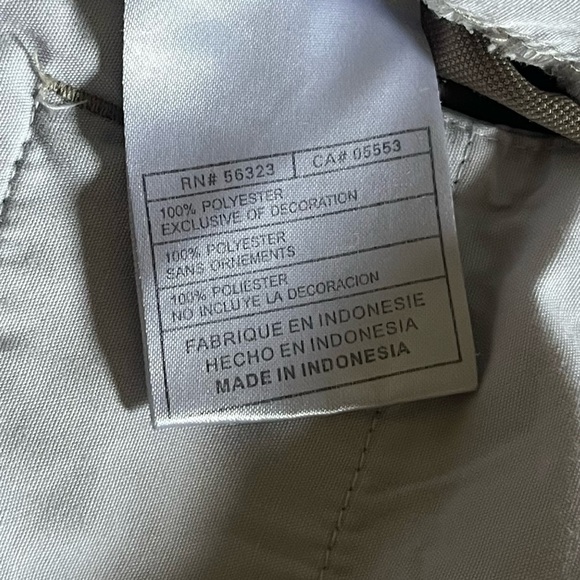 RN# 56323 CA# 05553
100% POLYESTER
EXCLUSIVE OF DECORATION
100% POLYESTER
SANS ORNEMENTS
100% POLIÉSTER
NO INCLUYE LA DECORACION
FABRIQUE EN INDONESIE
HECHO EN INDONESIA
MADE IN INDONESIA